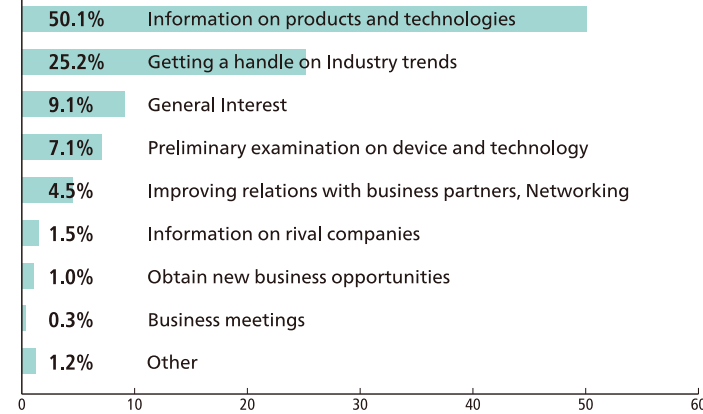 50.1% Information on products and technologies
25.2% Getting a handle on Industry trends
9.1% General Interest
7.1% Preliminary examination on device and technology
4.5% Improving relations with business partners, Networking
1.5% Information on rival companies
1.0% Obtain new business opportunities
0.3% Business meetings
1.2% Other
0 10 20 30 40 50 60